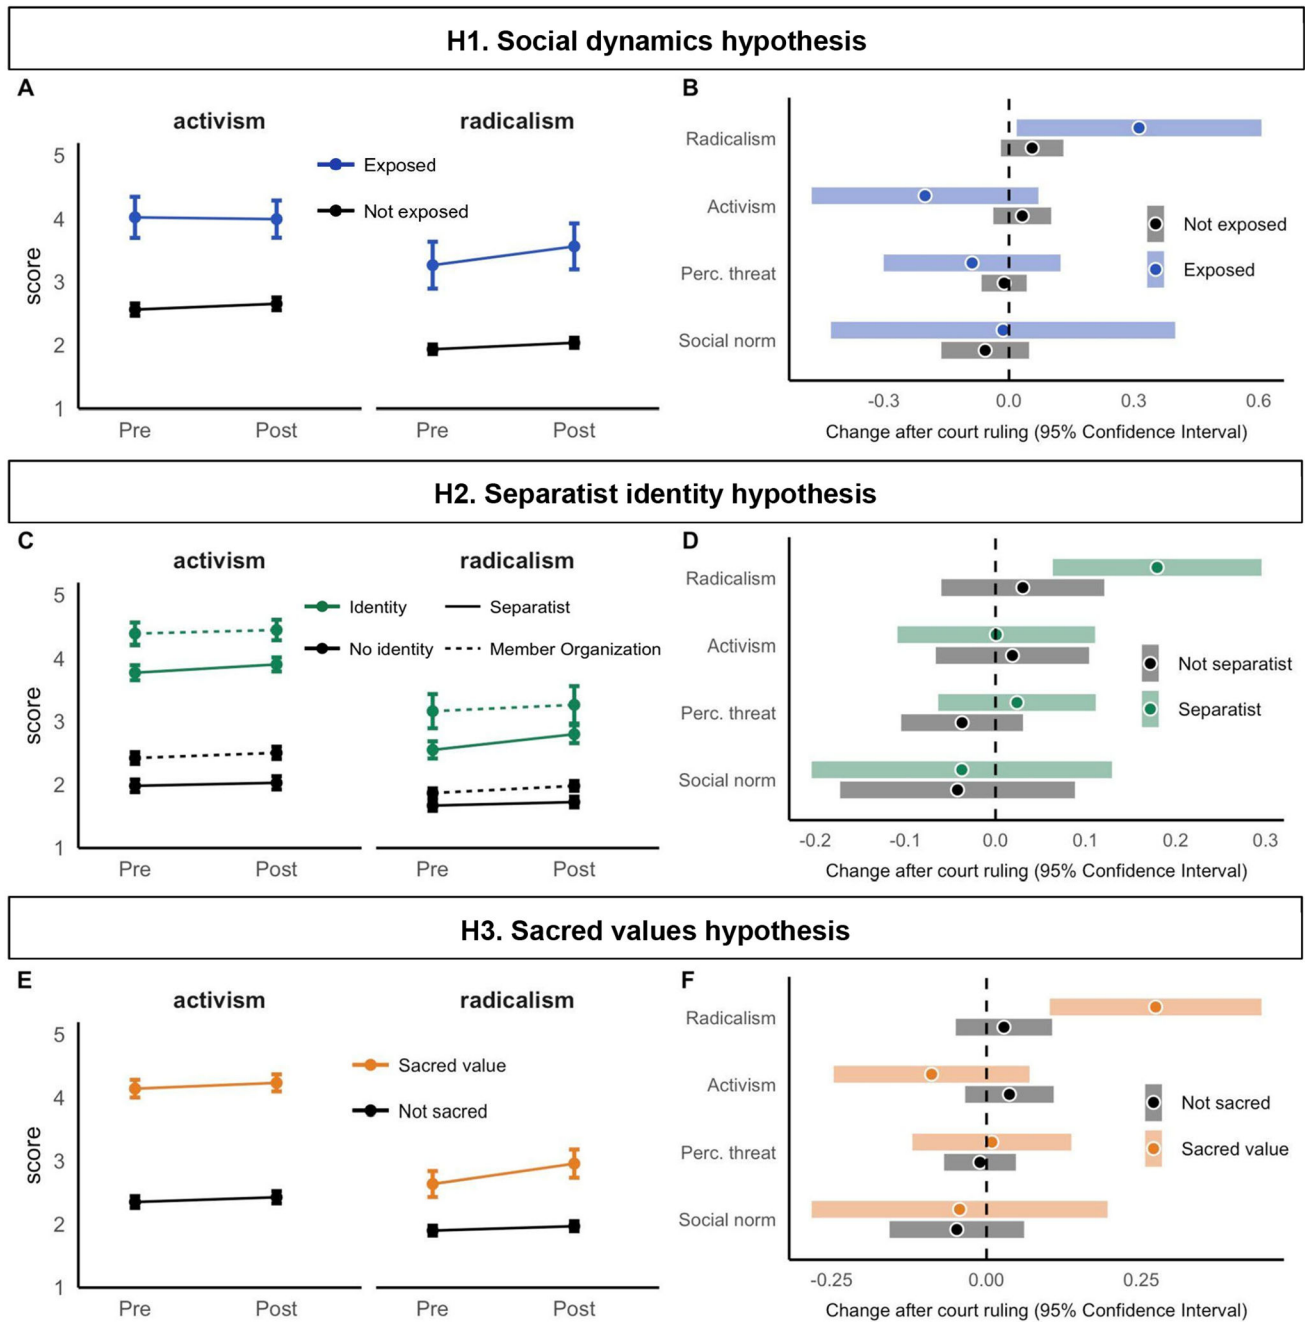 H1. Social dynamics hypothesis
A
activism
radicalism
Exposed
Not exposed
5
4
3
2
1
score
Pre
Post
Pre
Post
B
Radicalism
Activism
Perc. threat
Social norm
Not exposed
Exposed
-0.3
0.0
0.3
0.6
Change after court ruling (95% Confidence Interval)
H2. Separatist identity hypothesis
C
activism
radicalism
Identity
Separatist
No identity
Member Organization
5
4
3
2
1
score
Pre
Post
Pre
Post
D
Radicalism
Activism
Perc. threat
Social norm
Not separatist
Separatist
-0.2
-0.1
0.0
0.1
0.2
0.3
Change after court ruling (95% Confidence Interval)
H3. Sacred values hypothesis
E
activism
radicalism
Sacred value
Not sacred
5
4
3
2
1
score
Pre
Post
Pre
Post
F
Radicalism
Activism
Perc. threat
Social norm
Not sacred
Sacred value
-0.25
0.00
0.25
Change after court ruling (95% Confidence Interval)